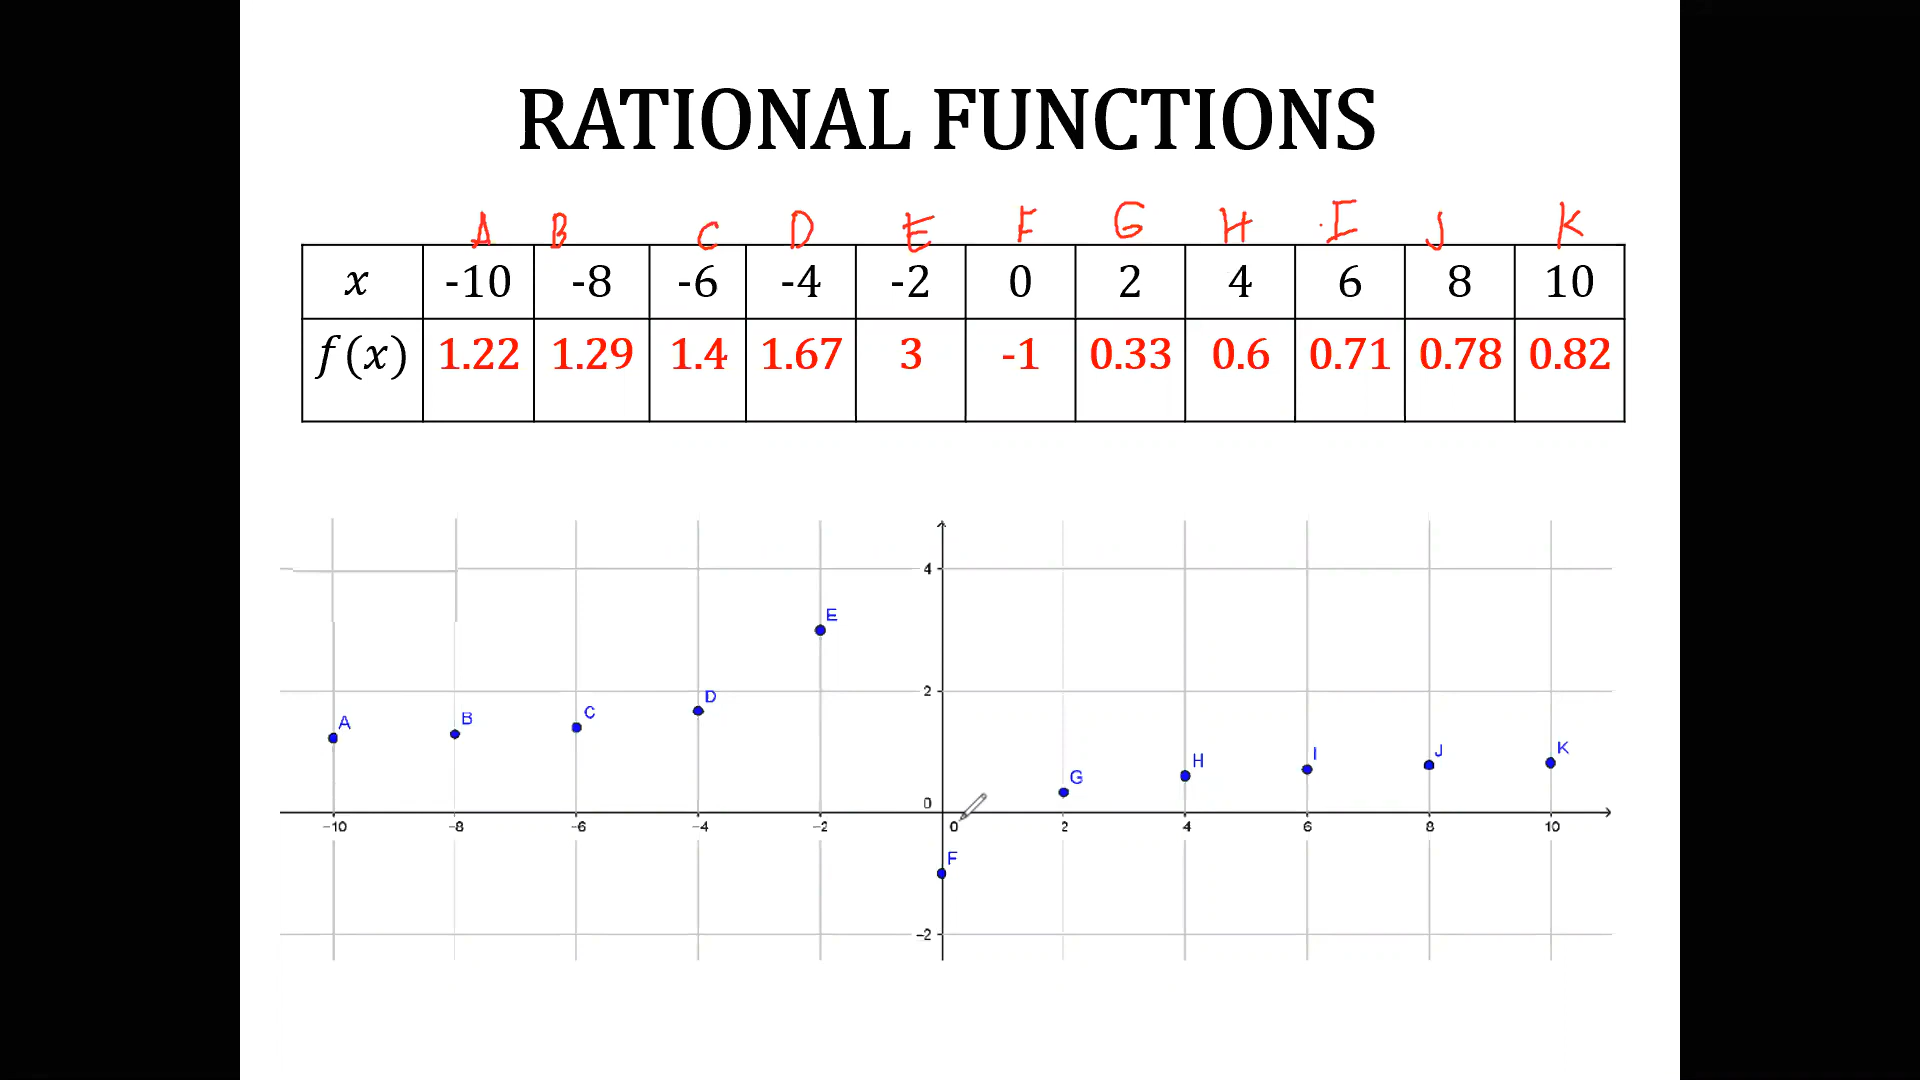 RATIONAL FUNCTIONS
A B C D E F G H I J K
x -10 -8 -6 -4 -2 0 2 4 6 8 10
f(x) 1.22 1.29 1.4 1.67 3 -1 0.33 0.6 0.71 0.78 0.82
4
E
2
D
C
B
A
K
J
I
H
G
0
-10 -8 -6 -4 -2 0 2 4 6 8 10
F
-2